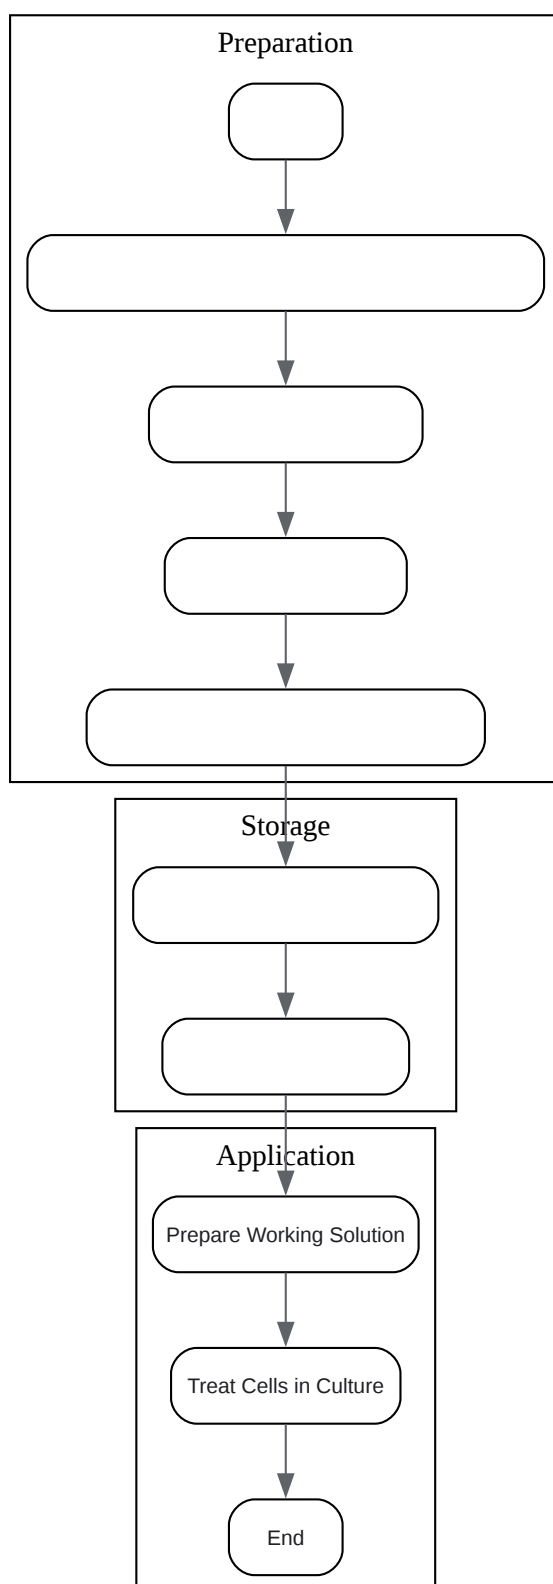 Preparation
Storage
Application
Prepare Working Solution
Treat Cells in Culture
End